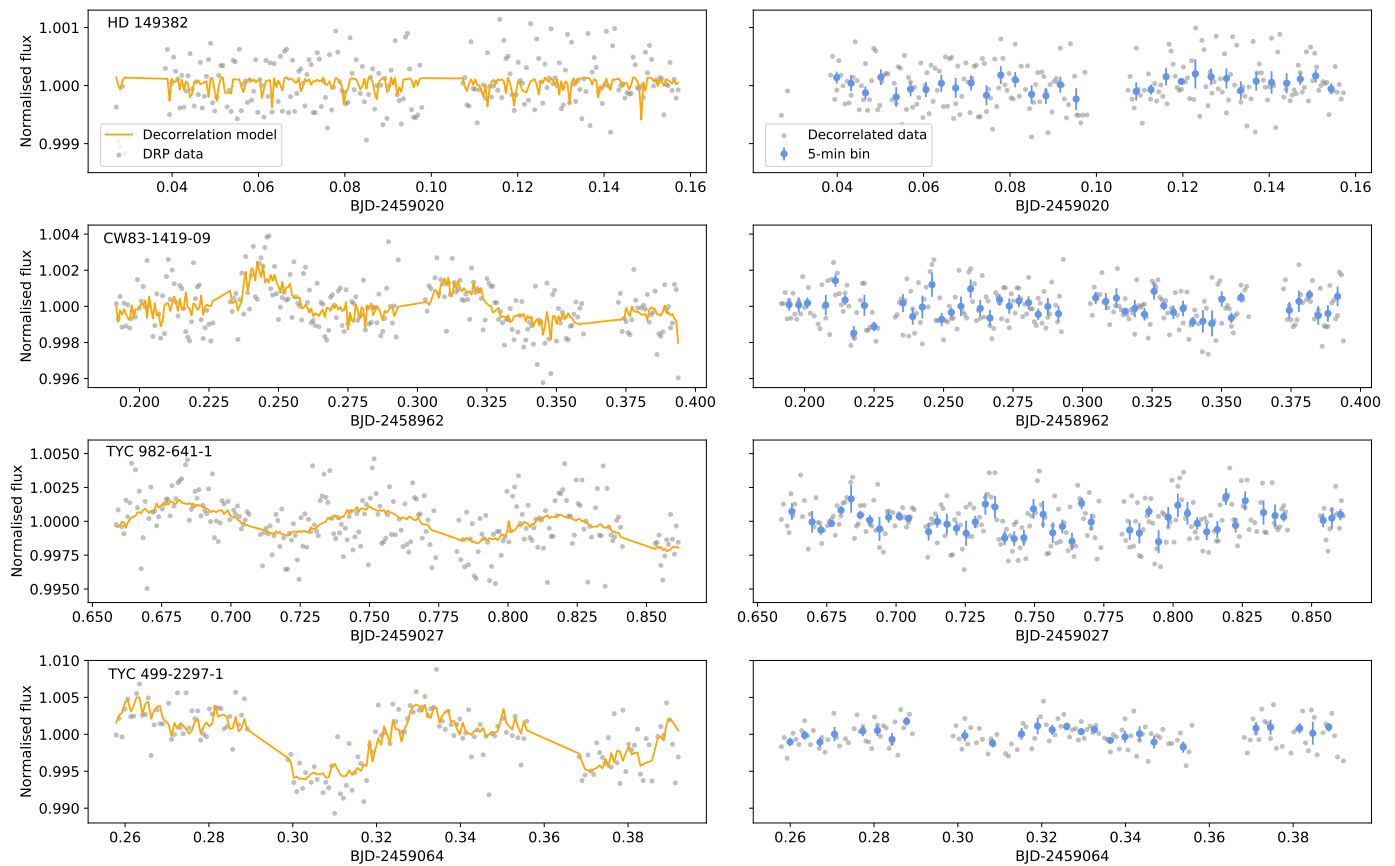 HD 149382
1.001
1.000
0.999
Normalised flux
Decorrelation model
DRP data
0.04 0.06 0.08 0.10 0.12 0.14 0.16
BJD-2459020
Decorrelated data
5-min bin
0.04 0.06 0.08 0.10 0.12 0.14 0.16
BJD-2459020
CW83-1419-09
1.004
1.002
1.000
0.998
0.996
Normalised flux
0.200 0.225 0.250 0.275 0.300 0.325 0.350 0.375 0.400
BJD-2458962
0.200 0.225 0.250 0.275 0.300 0.325 0.350 0.375 0.400
BJD-2458962
TYC 982-641-1
1.0050
1.0025
1.0000
0.9975
0.9950
Normalised flux
0.650 0.675 0.700 0.725 0.750 0.775 0.800 0.825 0.850
BJD-2459027
0.650 0.675 0.700 0.725 0.750 0.775 0.800 0.825 0.850
BJD-2459027
TYC 499-2297-1
1.010
1.005
1.000
0.995
0.990
Normalised flux
0.26 0.28 0.30 0.32 0.34 0.36 0.38
BJD-2459064
0.26 0.28 0.30 0.32 0.34 0.36 0.38
BJD-2459064